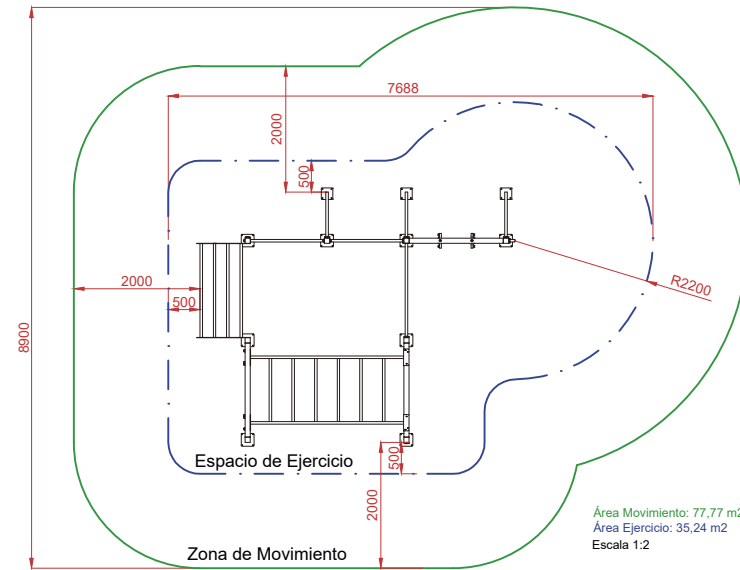 7688
2000
500
2000
500
R2200
8900
Espacio de Ejercicio
500
2000
Zona de Movimiento
Área Movimiento: 77,77 m2
Área Ejercicio: 35,24 m2
Escala 1:2